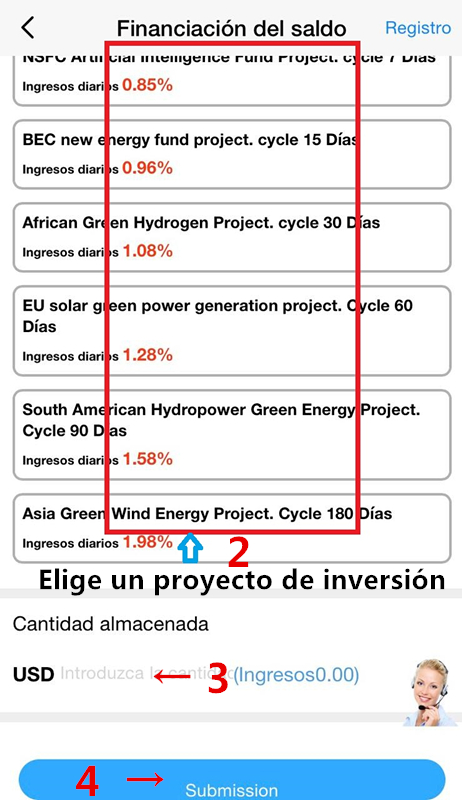 Financiación del saldo
Registro
NSFC Artificial Intelligence Fund Project. cycle 7 Días
Ingresos diarios 0.85%
BEC new energy fund project. cycle 15 Días
Ingresos diarios 0.96%
African Green Hydrogen Project. cycle 30 Días
Ingresos diarios 1.08%
EU solar green power generation project. Cycle 60
Días
Ingresos diarios 1.28%
South American Hydropower Green Energy Project.
Cycle 90 Días
Ingresos diarios 1.58%
Asia Green Wind Energy Project. Cycle 180 Días
Ingresos diarios 1.98%
2
Elige un proyecto de inversión
Cantidad almacenada
USD Introduzca la cantidad(Ingresos0.00)
3
4
Submission